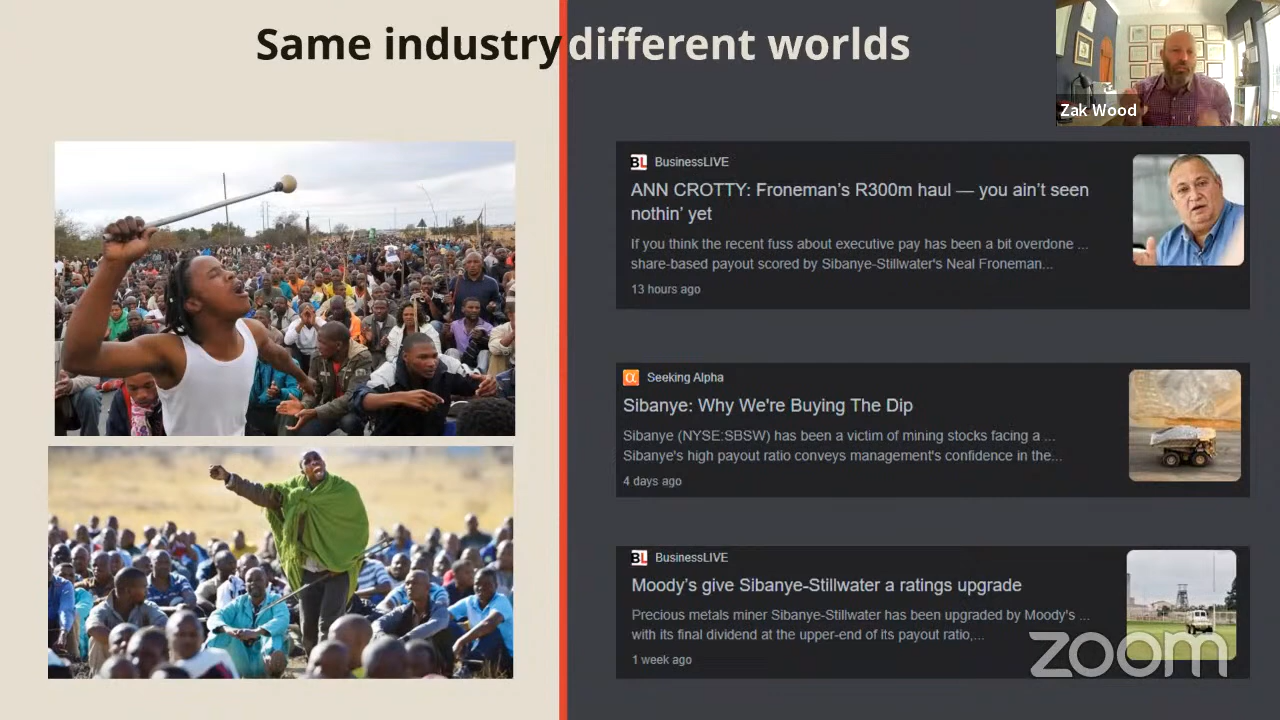 Same industry different worlds
Zak Wood
BL BusinessLIVE
ANN CROTTY: Froneman's R300m haul — you ain't seen
nothin' yet
If you think the recent fuss about executive pay has been a bit overdone ...
share-based payout scored by Sibanye-Stillwater's Neal Froneman...
13 hours ago
α Seeking Alpha
Sibanye: Why We're Buying The Dip
Sibanye (NYSE:SBSW) has been a victim of mining stocks facing a ...
Sibanye's high payout ratio conveys management's confidence in the...
4 days ago
BL BusinessLIVE
Moody's give Sibanye-Stillwater a ratings upgrade
Precious metals miner Sibanye-Stillwater has been upgraded by Moody's ...
with its final dividend at the upper-end of its payout ratio,...
1 week ago
zoom